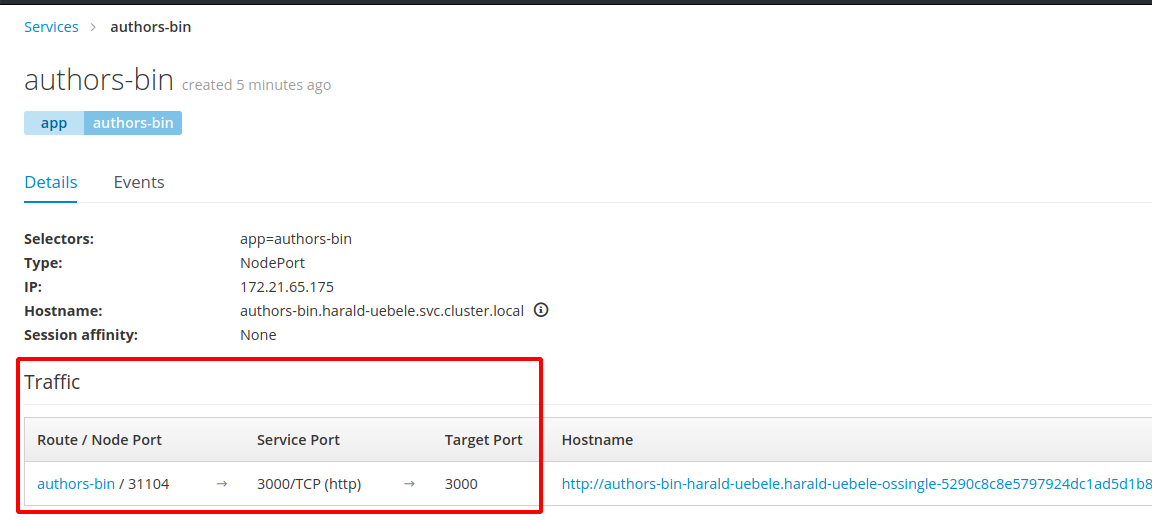 Services > authors-bin
authors-bin created 5 minutes ago
app authors-bin
Details Events
Selectors: app=authors-bin
Type: NodePort
IP: 172.21.65.175
Hostname: authors-bin.harald-uebele.svc.cluster.local
Session affinity: None
Traffic
Route / Node Port Service Port Target Port Hostname
authors-bin / 31104 → 3000/TCP (http) → 3000 http://authors-bin-harald-uebele.harald-uebele-ossingle-5290c8c8e5797924dc1ad5d1b8